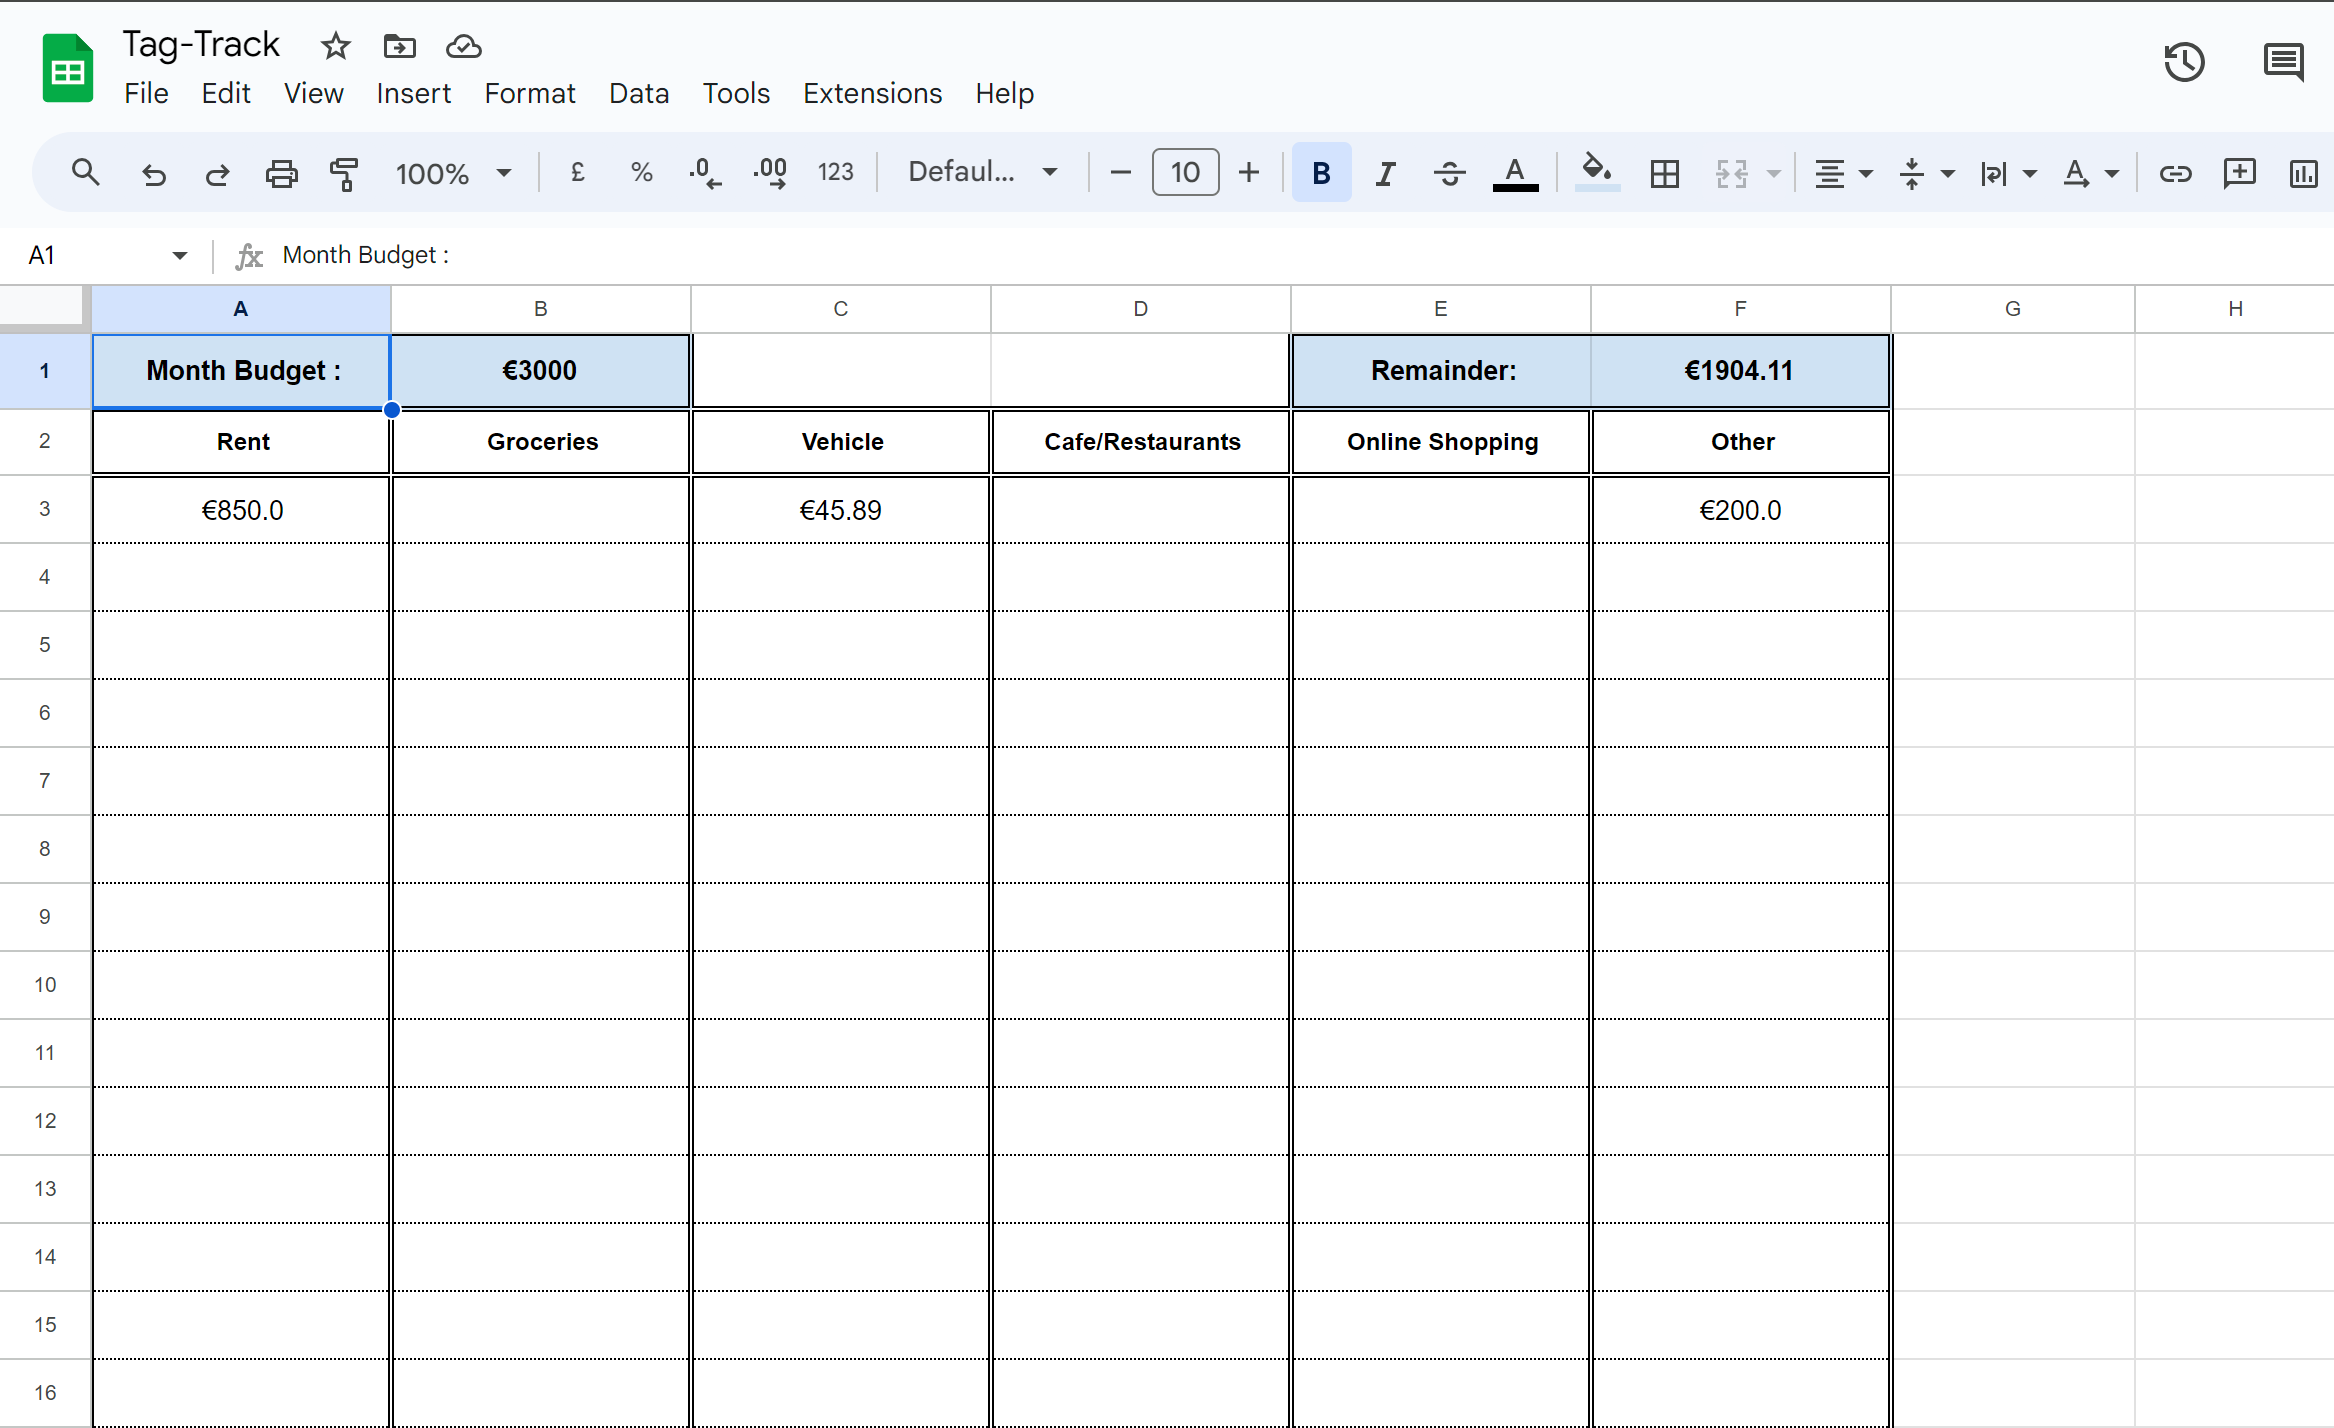 Tag-Track
File Edit View Insert Format Data Tools Extensions Help
100% £ % .0 .00 123 Defaul... 10 B I A A
A1 fx Month Budget :
A B C D E F G H
1 Month Budget : €3000 Remainder: €1904.11
2 Rent Groceries Vehicle Cafe/Restaurants Online Shopping Other
3 €850.0 €45.89 €200.0
4
5
6
7
8
9
10
11
12
13
14
15
16